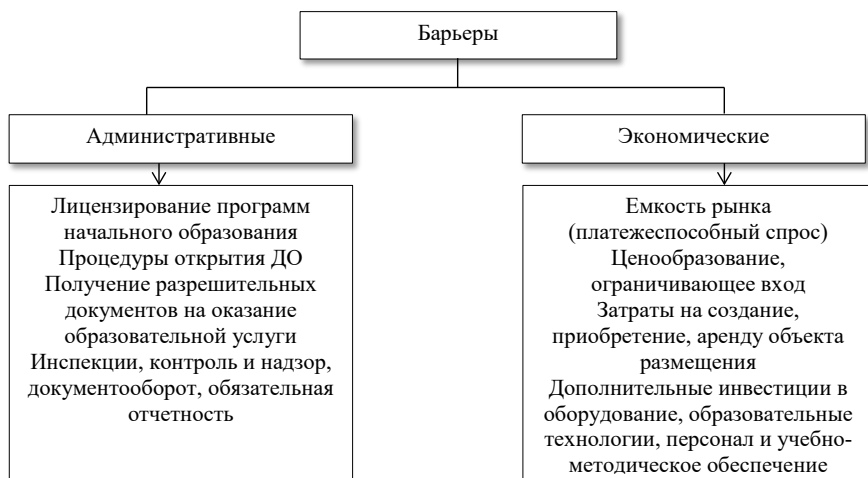 Барьеры
Административные
Экономические
Лицензирование программ
начального образования
Процедуры открытия ДО
Получение разрешительных
документов на оказание
образовательной услуги
Инспекции, контроль и надзор,
документооборот, обязательная
отчетность
Емкость рынка
(платежеспособный спрос)
Ценообразование,
ограничивающее вход
Затраты на создание,
приобретение, аренду объекта
размещения
Дополнительные инвестиции в
оборудование, образовательные
технологии, персонал и учебно-
методическое обеспечение